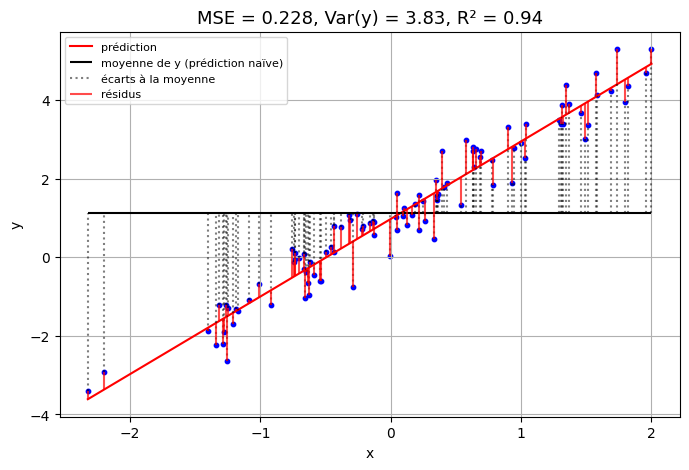 MSE = 0.228, Var(y) = 3.83, R² = 0.94
prédiction
moyenne de y (prédiction naïve)
écarts à la moyenne
résidus
y
4
2
0
−2
−4
−2
−1
0
1
2
x